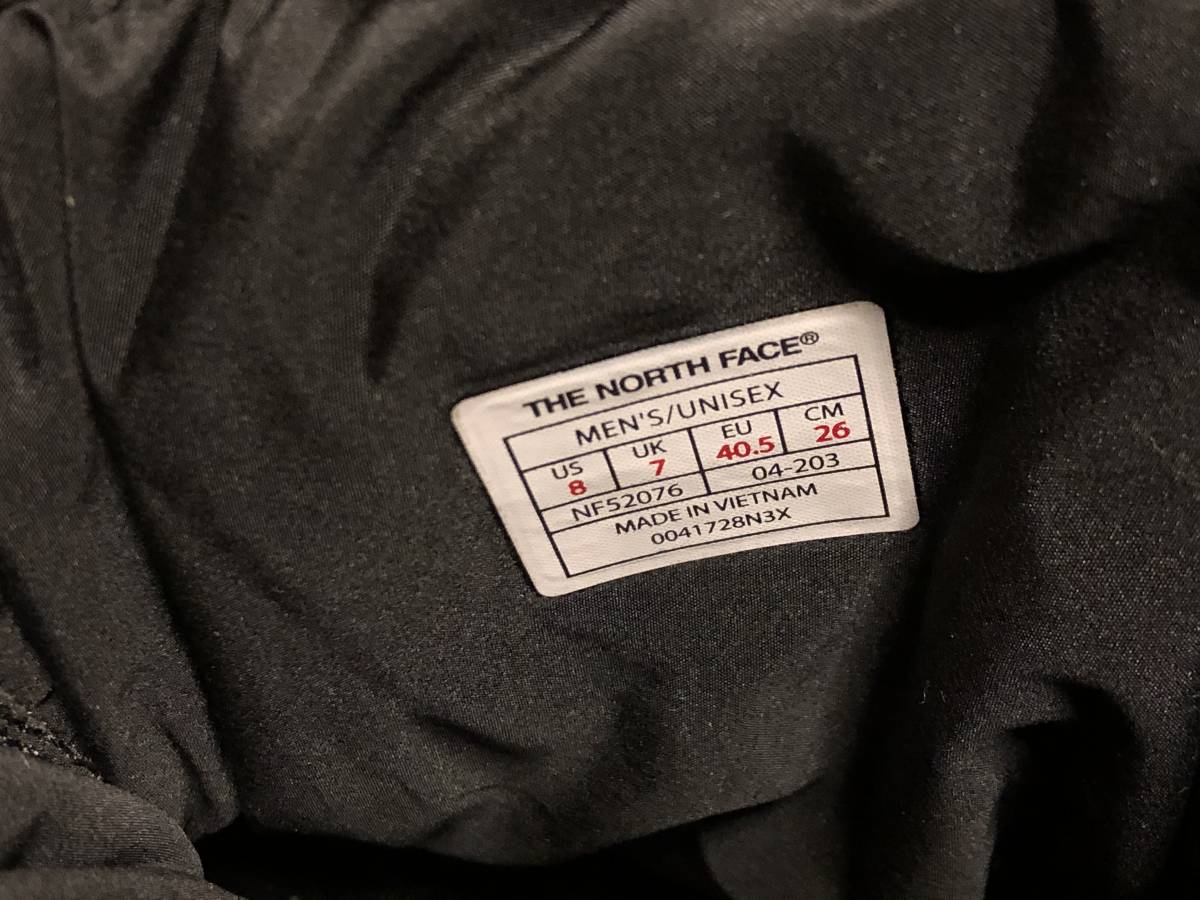 THE NORTH FACE®
MEN'S/UNISEX
US UK EU CM
8 7 40.5 26
NF52076 04-203
MADE IN VIETNAM
0041728N3X